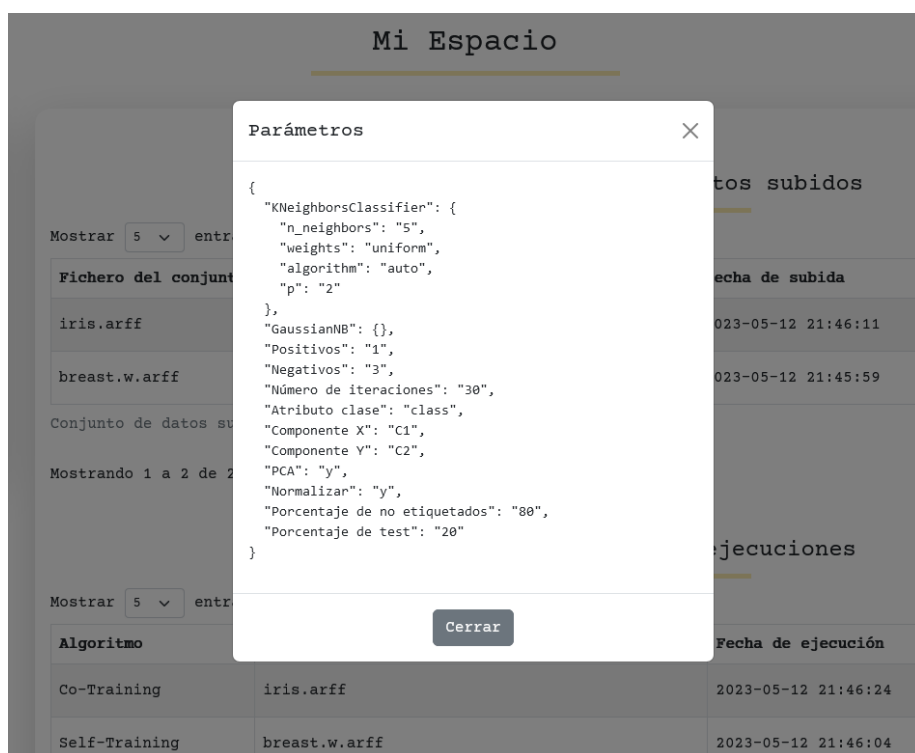 Mi Espacio
Parámetros
{
"KNeighborsClassifier": {
"n_neighbors": "5",
"weights": "uniform",
"algorithm": "auto",
"p": "2"
},
"GaussianNB": {},
"Positivos": "1",
"Negativos": "3",
"Número de iteraciones": "30",
"Atributo clase": "class",
"Componente X": "C1",
"Componente Y": "C2",
"PCA": "y",
"Normalizar": "y",
"Porcentaje de no etiquetados": "80",
"Porcentaje de test": "20"
}
Cerrar
tos subidos
Mostrar 5 entr
Fichero del conjunt echa de subida
iris.arff 023-05-12 21:46:11
breast.w.arff 023-05-12 21:45:59
Conjunto de datos su
Mostrando 1 a 2 de 2
ejecuciones
Mostrar 5 entr
Algoritmo Fecha de ejecución
Co-Training iris.arff 2023-05-12 21:46:24
Self-Training breast.w.arff 2023-05-12 21:46:04